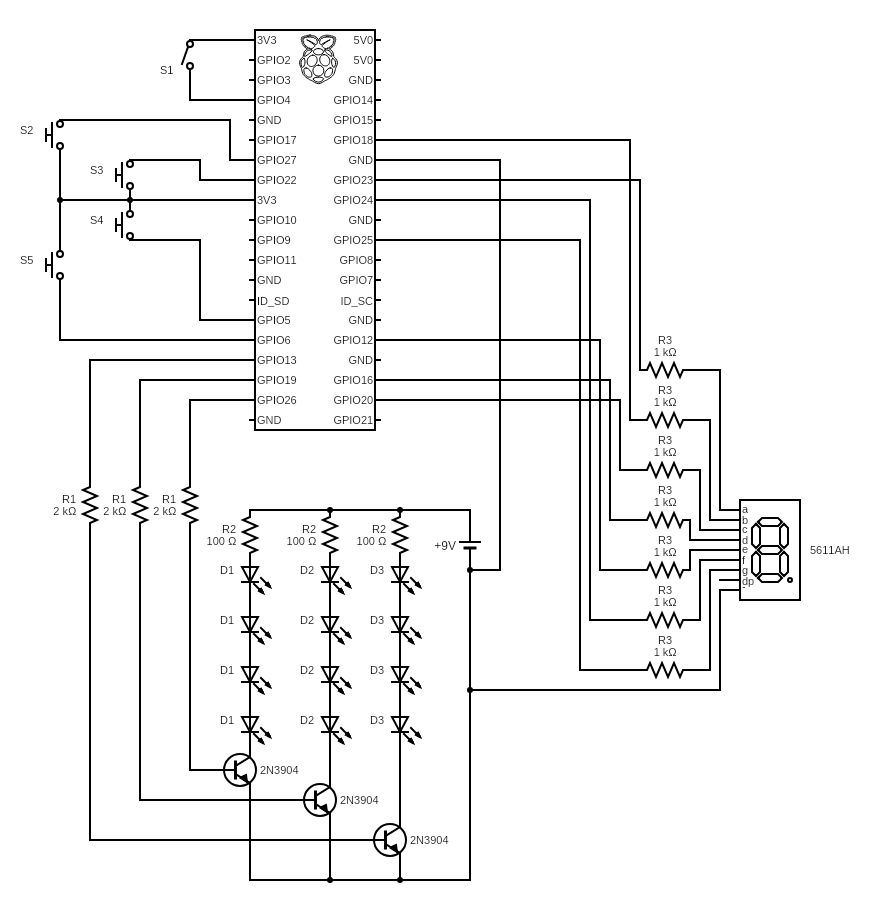 3V3 5V0
GPIO2 5V0
GPIO3 GND
GPIO4 GPIO14
GND GPIO15
GPIO17 GPIO18
GPIO27 GND
GPIO22 GPIO23
3V3 GPIO24
GPIO10 GND
GPIO9 GPIO25
GPIO11 GPIO8
GND GPIO7
ID_SD ID_SC
GPIO5 GND
GPIO6 GPIO12
GPIO13 GND
GPIO19 GPIO16
GPIO26 GPIO20
GND GPIO21
S1
S2
S3
S4
S5
R3
1 kΩ
R3
1 kΩ
R3
1 kΩ
R3
1 kΩ
R3
1 kΩ
R3
1 kΩ
R3
1 kΩ
a
b
c
d
e
f
g
dp
-
5611AH
R1
2 kΩ
R1
2 kΩ
R1
2 kΩ
R2
100 Ω
R2
100 Ω
R2
100 Ω
+9V
D1 D2 D3
D1 D2 D3
D1 D2 D3
D1 D2 D3
2N3904
2N3904
2N3904